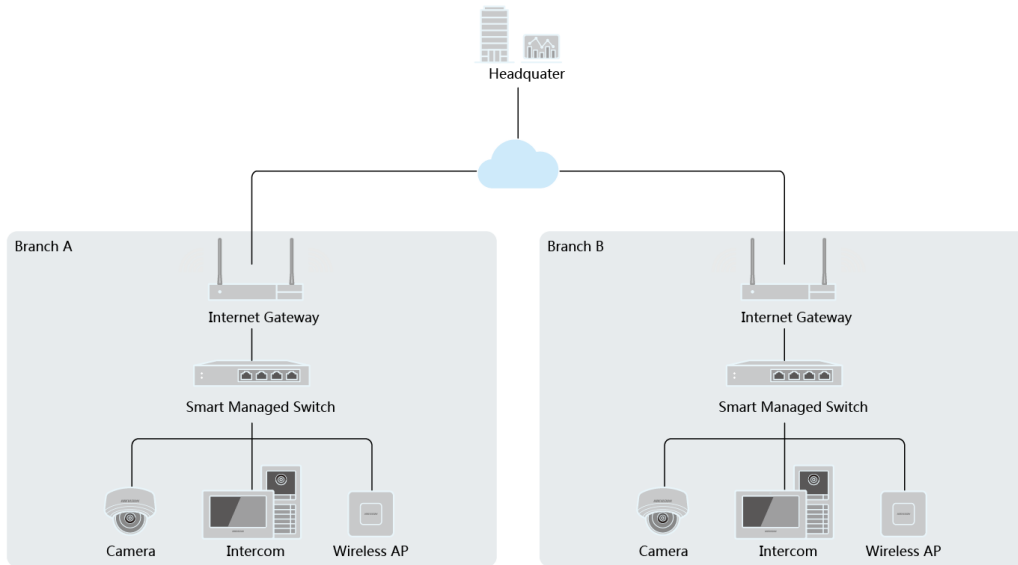 Headquater
Branch A
Branch B
Internet Gateway
Internet Gateway
Smart Managed Switch
Smart Managed Switch
Camera
Intercom
Wireless AP
Camera
Intercom
Wireless AP